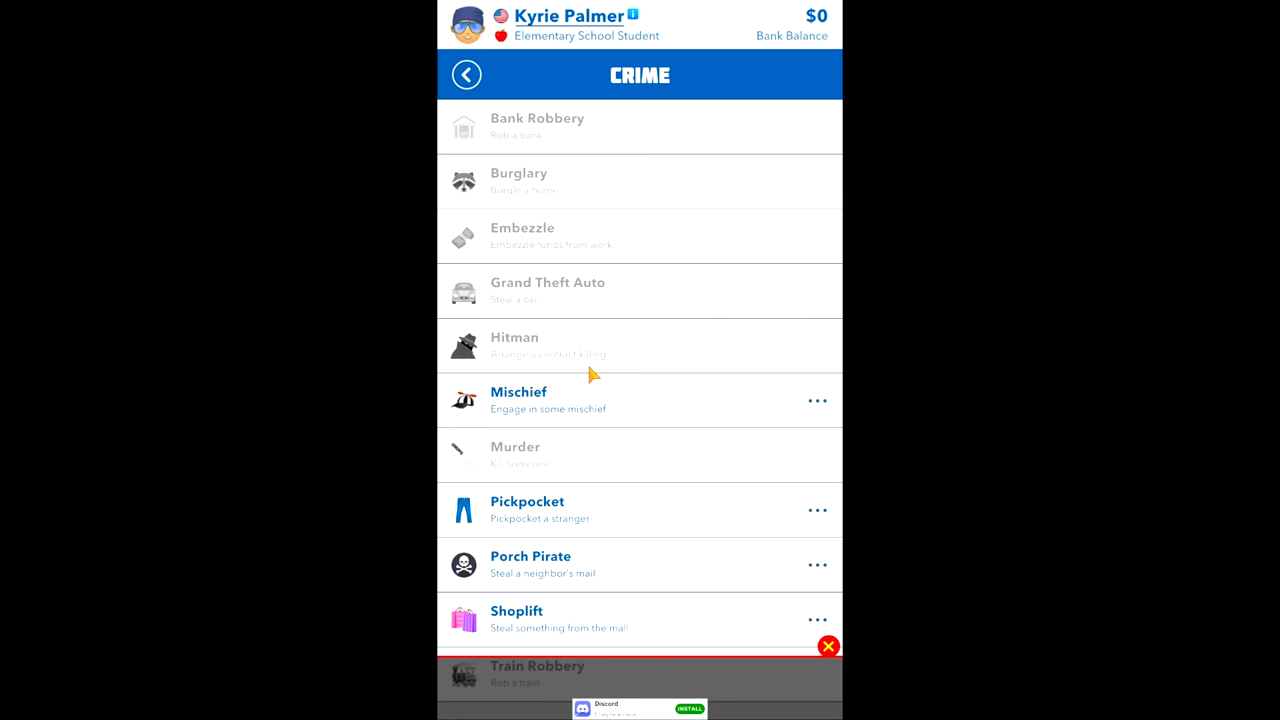 Kyrie Palmer
$0
Elementary School Student
Bank Balance
CRIME
Bank Robbery
Rob a bank
Burglary
Burgle a home
Embezzle
Embezzle funds from work
Grand Theft Auto
Steal a car
Hitman
Arrange a contract killing
Mischief
Engage in some mischief
Murder
Kill someone
Pickpocket
Pickpocket a stranger
Porch Pirate
Steal a neighbor's mail
Shoplift
Steal something from the mall
Train Robbery
Rob a train
Discord
INSTALL